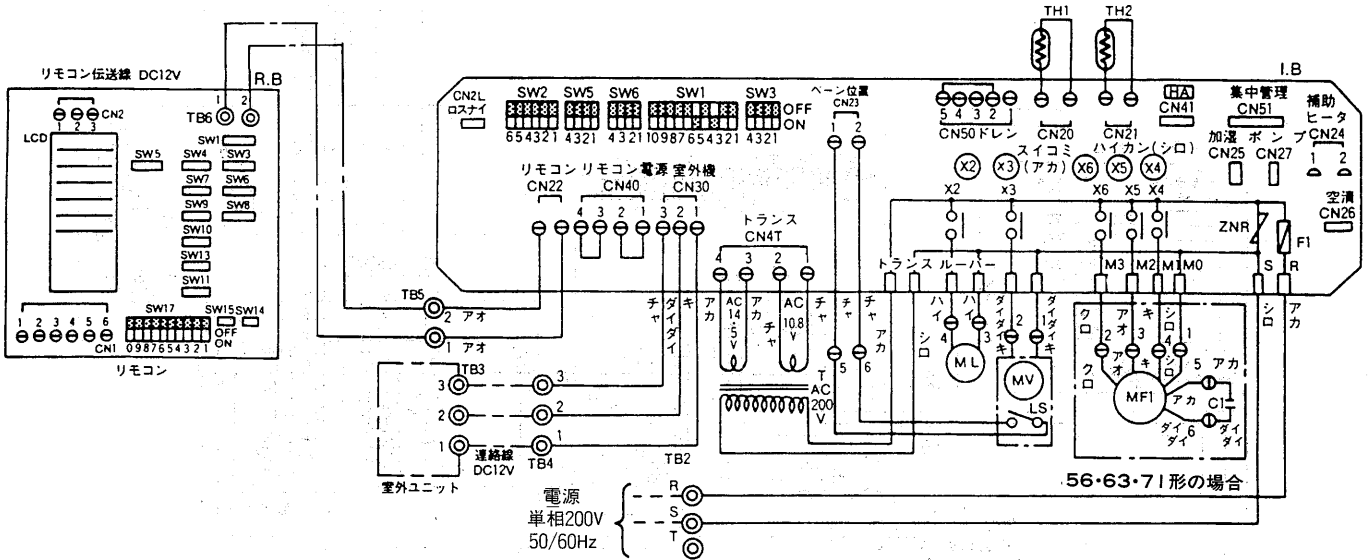 リモコン伝送線 DC12V
R.B
1 2
TB6
CN2
1 2 3
LCD
SW1
SW5 SW4 SW3
SW7 SW6
SW9 SW8
SW10
SW13
SW11
SW17 SW15 SW14
OFF
ON
0987654321
1 2 3 4 5 6
CN1
リモコン
I.B
TH1 TH2
CN2L
ロスナイ
SW2 SW5 SW6 SW1 SW3
OFF
ON
654321 4321 4321 10987654321 4321
ベーン位置
CN23
1 2
5 4 3 2 1
CN50ドレン
CN20 CN21
スイコミ
(アカ)
ハイカン(シロ)
HA
CN41
集中管理
CN51
加湿
CN25
ポンプ
CN27
補助
ヒータ
CN24
1 2
空清
CN26
X2 X3 X6 X5 X4
X2 X3 X6 X5 X4
ZNR
F1
リモコン
CN22
リモコン電源
CN40
室外機
CN30
4 3 2 1 3 2 1
トランス
CN4T
4 3 2 1
トランス ルーバー
M3 M2 M1 M0
S R
チャ ダイダイ キ アカ
AC
14.5V
アカ チャ
AC
10.8V
チャ チャ アカ シロ
ハイ ハイ ダイダイ ダイダイ
クロ アオ キ シロ
シロ アカ
TB5
2 アオ
1 アオ
TB3
3 3
2 2
1 1
連絡線
DC12V
TB4
室外ユニット
T
AC
200
V
5 6
4 3
ML
2 1
MV
LS
2 3 4 1
クロ アオ キ シロ
MF1
5 アカ
アカ
C1
6
ダイダイ
ダイダイ
56・63・71形の場合
TB2
電源
単相200V
50/60Hz
R
S
T